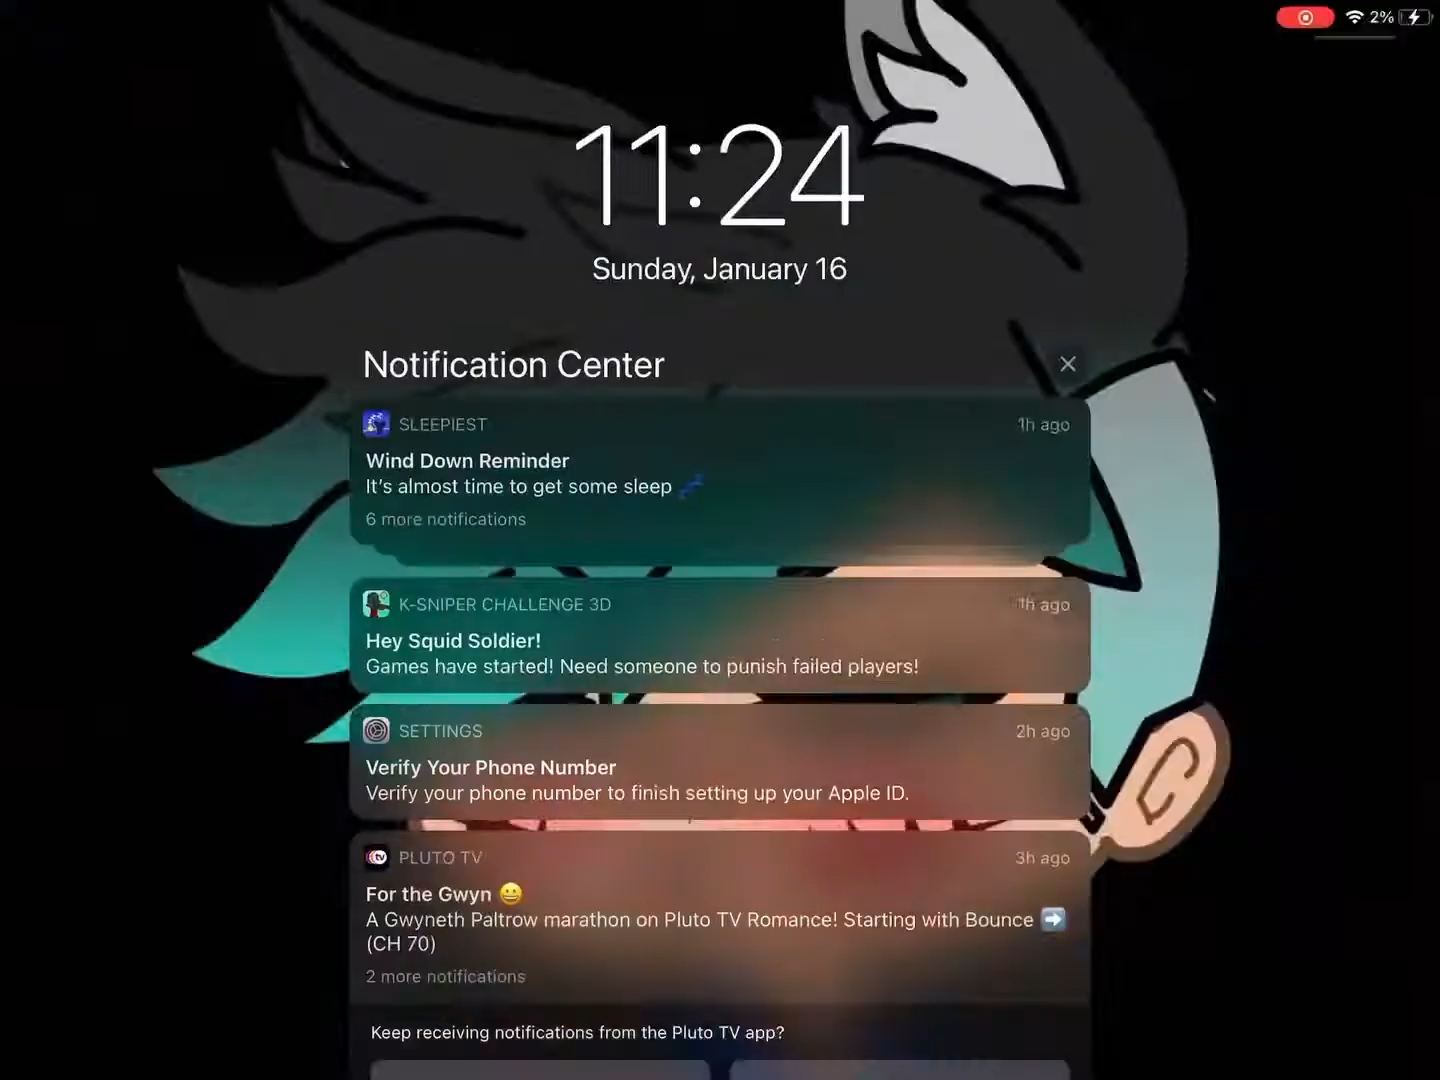 2%
11:24
Sunday, January 16
Notification Center
SLEEPIEST
1h ago
Wind Down Reminder
It's almost time to get some sleep 💤
6 more notifications
K-SNIPER CHALLENGE 3D
1h ago
Hey Squid Soldier!
Games have started! Need someone to punish failed players!
SETTINGS
2h ago
Verify Your Phone Number
Verify your phone number to finish setting up your Apple ID.
tv
PLUTO TV
3h ago
For the Gwyn 😀
A Gwyneth Paltrow marathon on Pluto TV Romance! Starting with Bounce ➡️
(CH 70)
2 more notifications
Keep receiving notifications from the Pluto TV app?